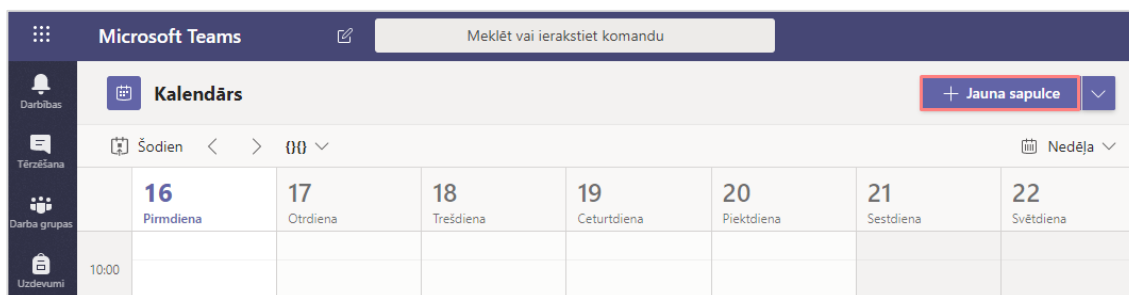 Microsoft Teams Meklēt vai ierakstiet komandu
Darbības Kalendārs + Jauna sapulce
Tērzēšana Šodien < > {}{} Nedēļa
Darba grupas 16 17 18 19 20 21 22
Pirmdiena Otrdiena Trešdiena Ceturtdiena Piektdiena Sestdiena Svētdiena
Uzdevumi 10:00